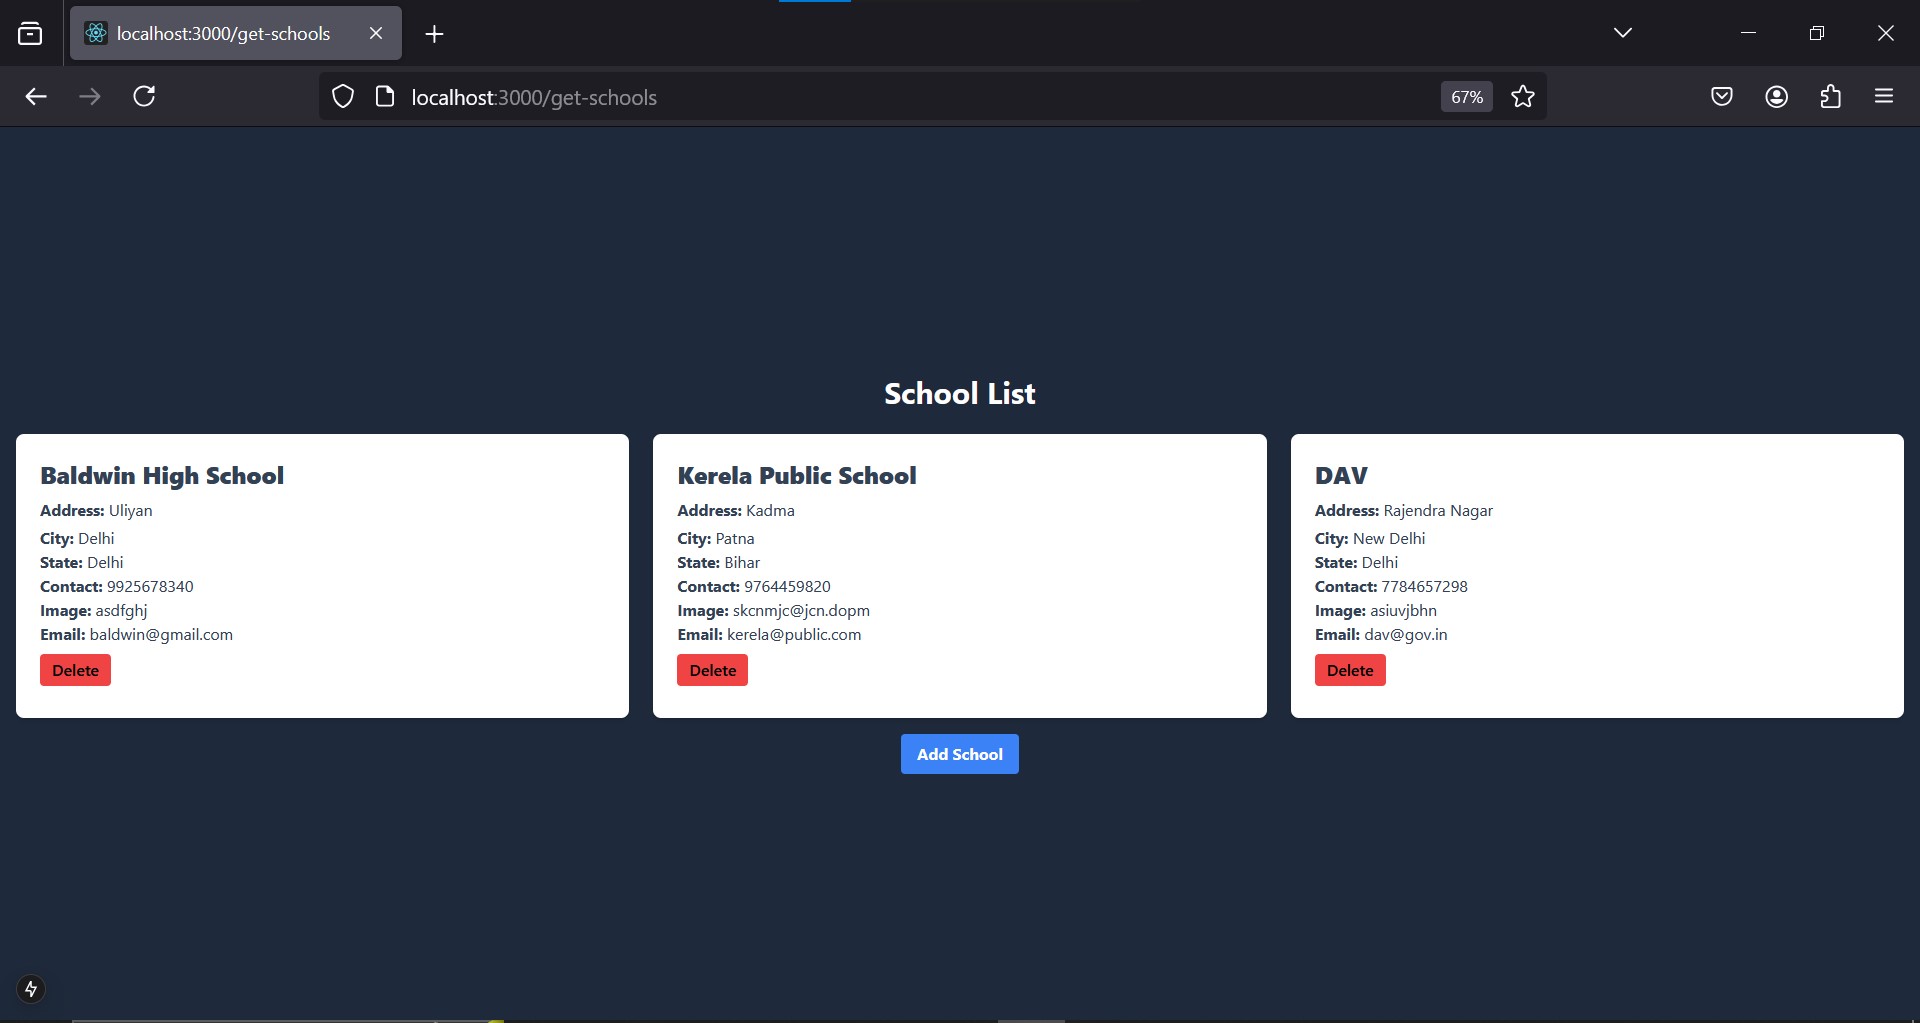 localhost:3000/get-schools
localhost:3000/get-schools
67%
School List
Baldwin High School
Address: Uliyan
City: Delhi
State: Delhi
Contact: 9925678340
Image: asdfghj
Email: baldwin@gmail.com
Delete
Kerela Public School
Address: Kadma
City: Patna
State: Bihar
Contact: 9764459820
Image: skcnmjc@jcn.dopm
Email: kerela@public.com
Delete
DAV
Address: Rajendra Nagar
City: New Delhi
State: Delhi
Contact: 7784657298
Image: asiuvjbhn
Email: dav@gov.in
Delete
Add School